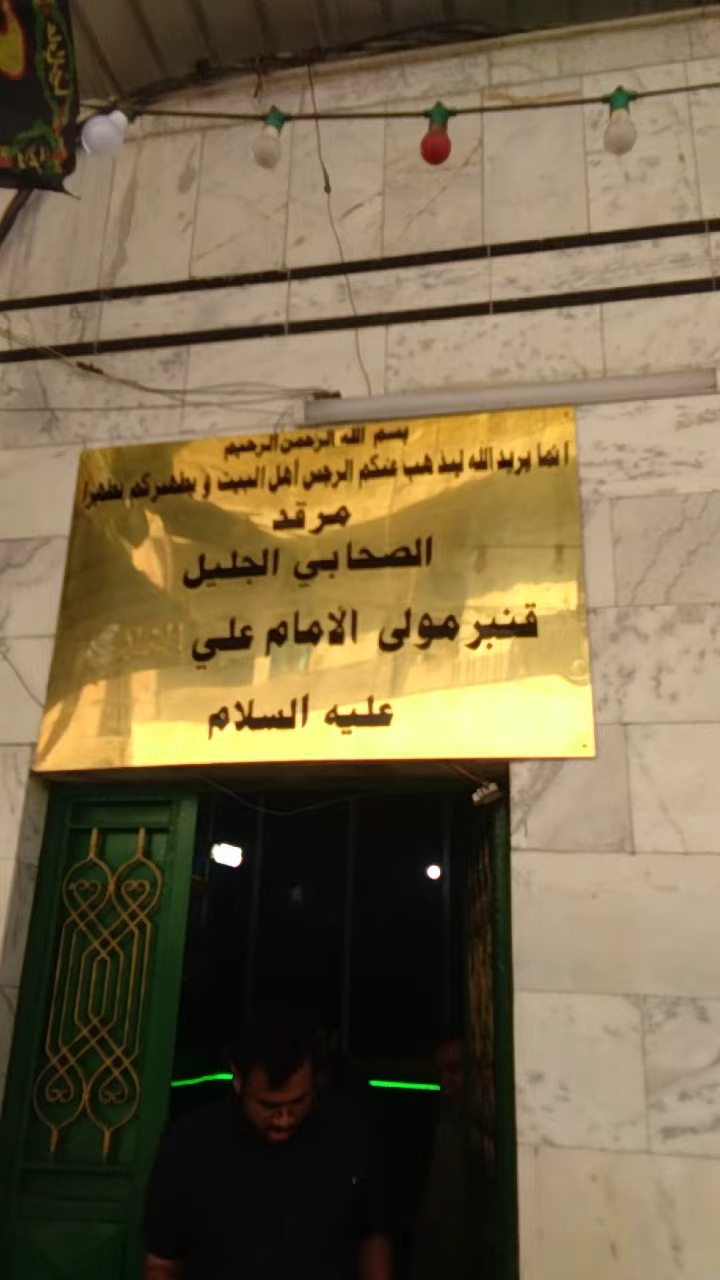 بسم الله الرحمن الرحيم
انما يريد الله ليذهب عنكم الرجس أهل البيت و يطهركم تطهيرا
مرقد
الصحابي الجليل
قنبر مولى الامام علي
عليه السلام